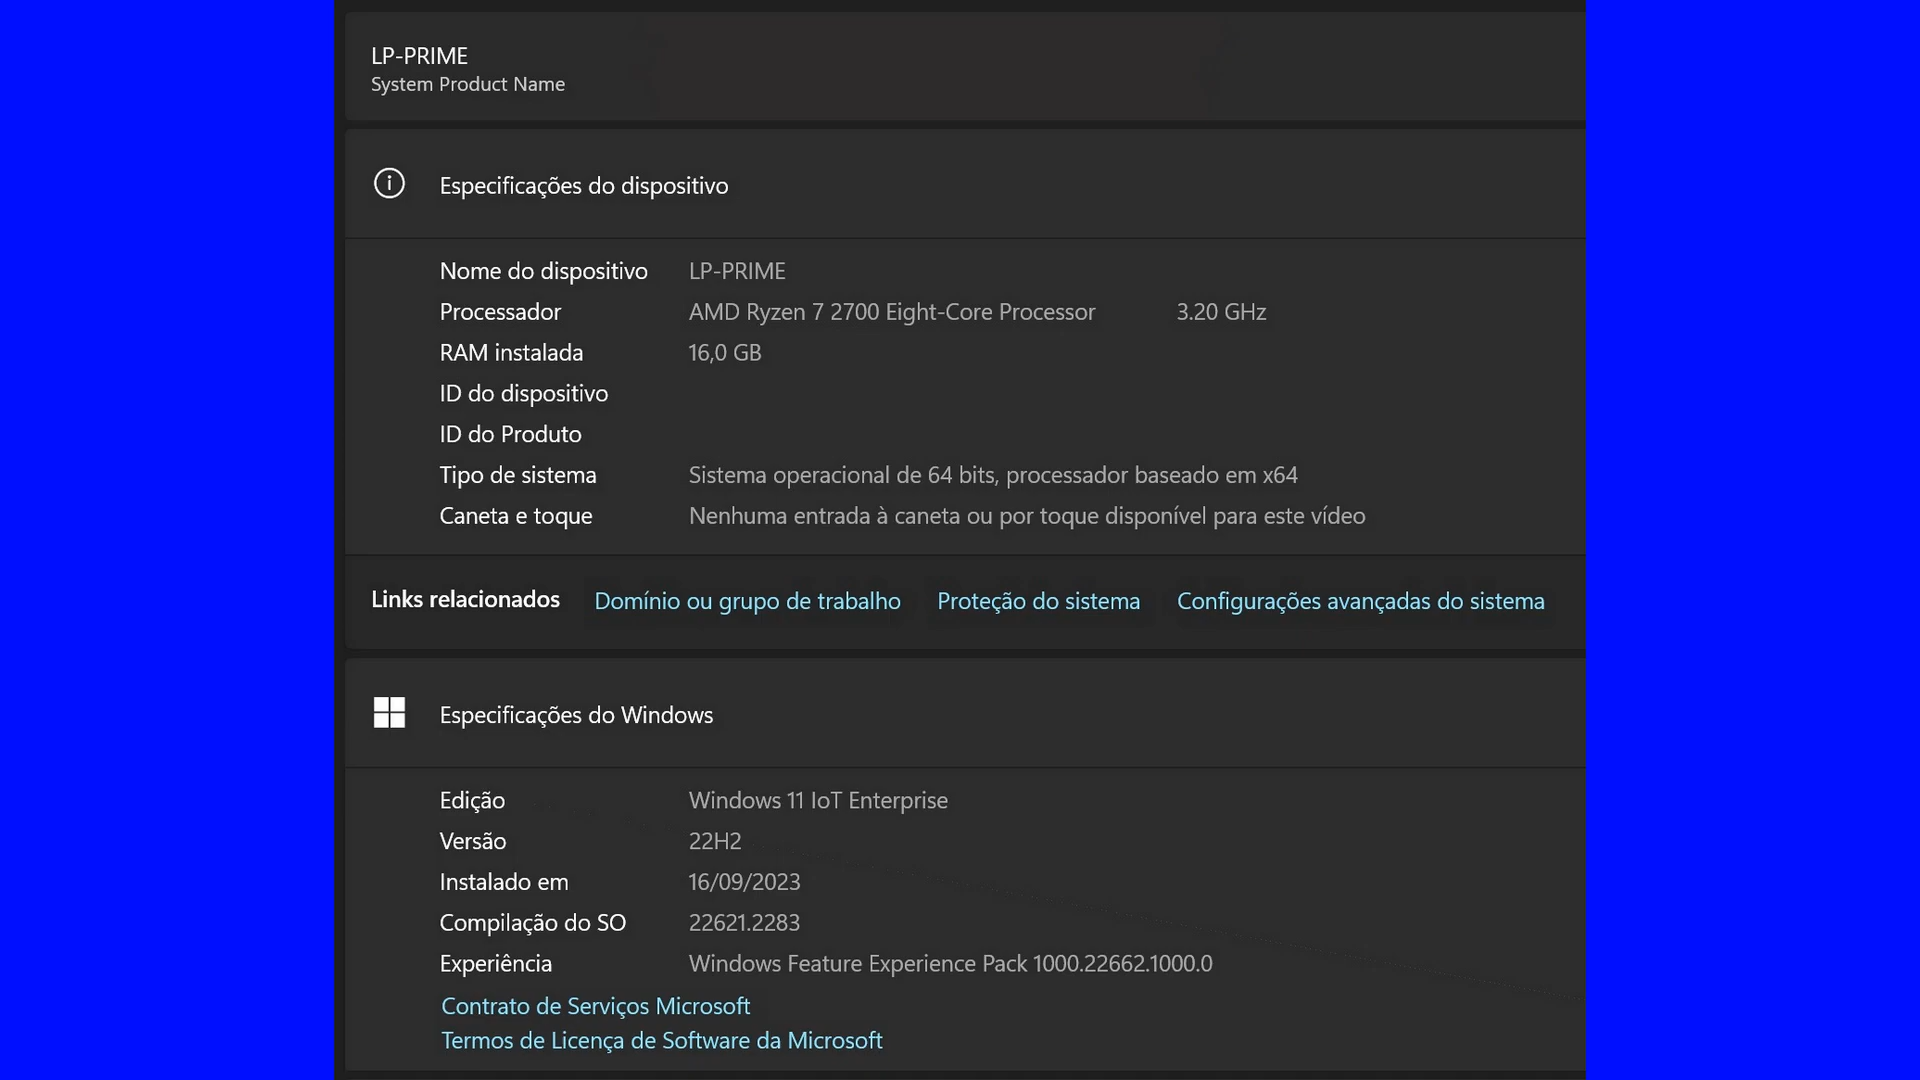 LP-PRIME
System Product Name
Especificações do dispositivo
Nome do dispositivo LP-PRIME
Processador AMD Ryzen 7 2700 Eight-Core Processor 3.20 GHz
RAM instalada 16,0 GB
ID do dispositivo
ID do Produto
Tipo de sistema Sistema operacional de 64 bits, processador baseado em x64
Caneta e toque Nenhuma entrada à caneta ou por toque disponível para este vídeo
Links relacionados Domínio ou grupo de trabalho Proteção do sistema Configurações avançadas do sistema
Especificações do Windows
Edição Windows 11 IoT Enterprise
Versão 22H2
Instalado em 16/09/2023
Compilação do SO 22621.2283
Experiência Windows Feature Experience Pack 1000.22662.1000.0
Contrato de Serviços Microsoft
Termos de Licença de Software da Microsoft